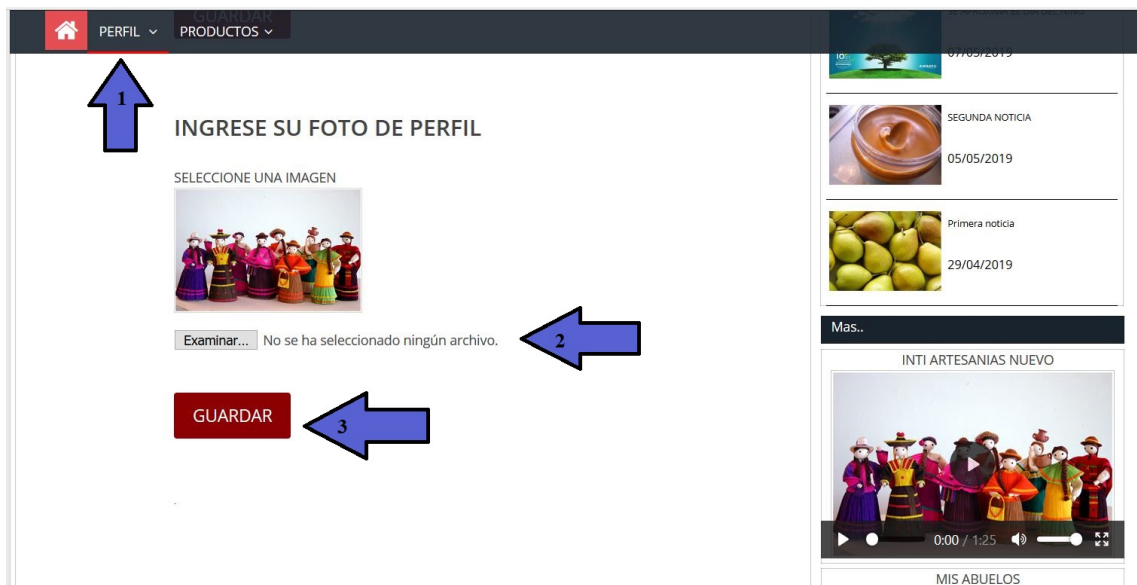 GUARDAR
PERFIL
PRODUCTOS
1
INGRESE SU FOTO DE PERFIL
SELECCIONE UNA IMAGEN
Examinar... No se ha seleccionado ningún archivo.
2
GUARDAR
3
07/05/2019
SEGUNDA NOTICIA
05/05/2019
Primera noticia
29/04/2019
Mas..
INTI ARTESANIAS NUEVO
0:00 / 1:25
MIS ABUELOS